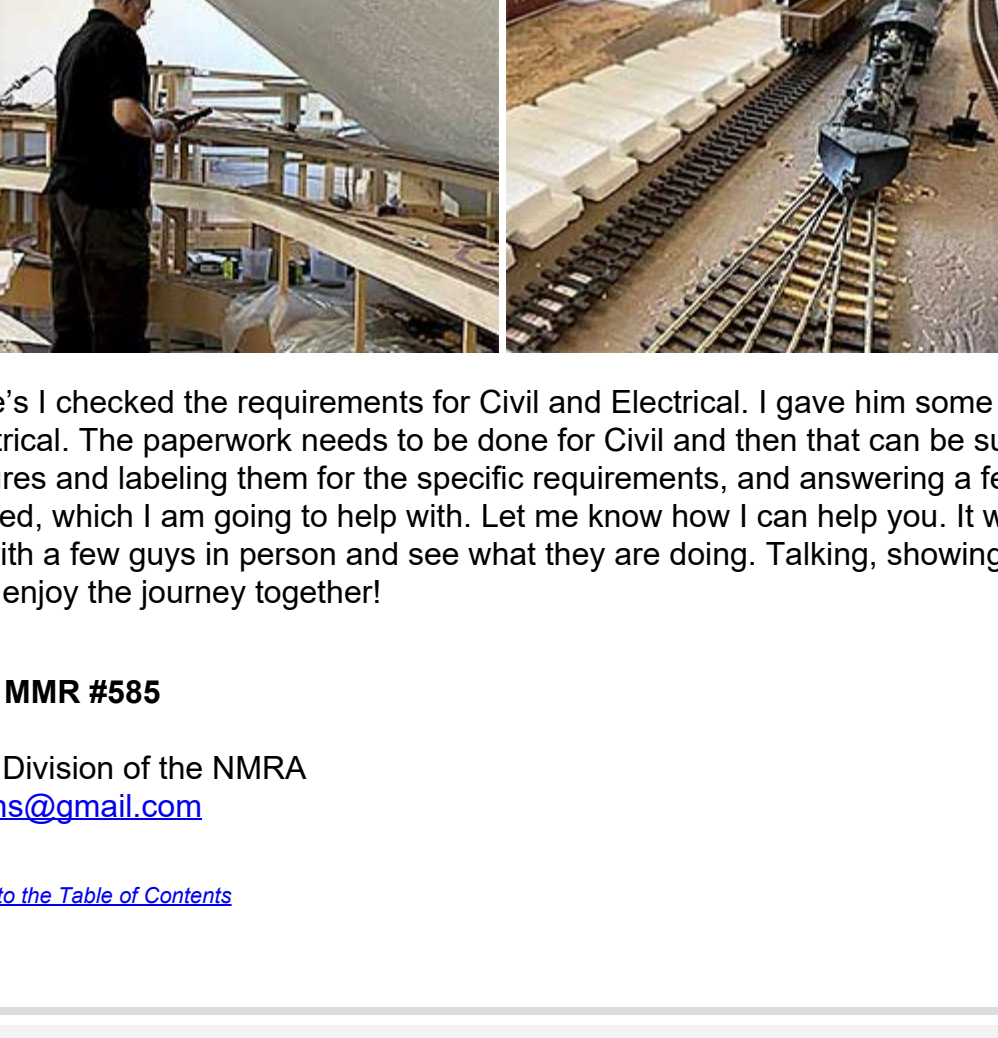 e’s I checked the requirements for Civil and Electrical. I gave him some
trical. The paperwork needs to be done for Civil and then that can be su
res and labeling them for the specific requirements, and answering a fe
ed, which I am going to help with. Let me know how I can help you. It w
ith a few guys in person and see what they are doing. Talking, showing
enjoy the journey together!
MMR #585
Division of the NMRA
ns@gmail.com
to the Table of Contents